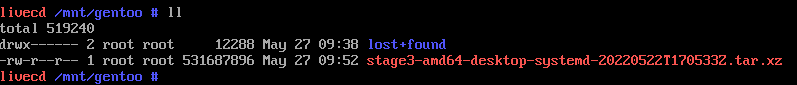 livecd /mnt/gentoo # ll
total 519240
drwx------ 2 root root     12288 May 27 09:38 lost+found
-rw-r--r-- 1 root root 531687896 May 27 09:52 stage3-amd64-desktop-systemd-20220522T170533Z.tar.xz
livecd /mnt/gentoo #